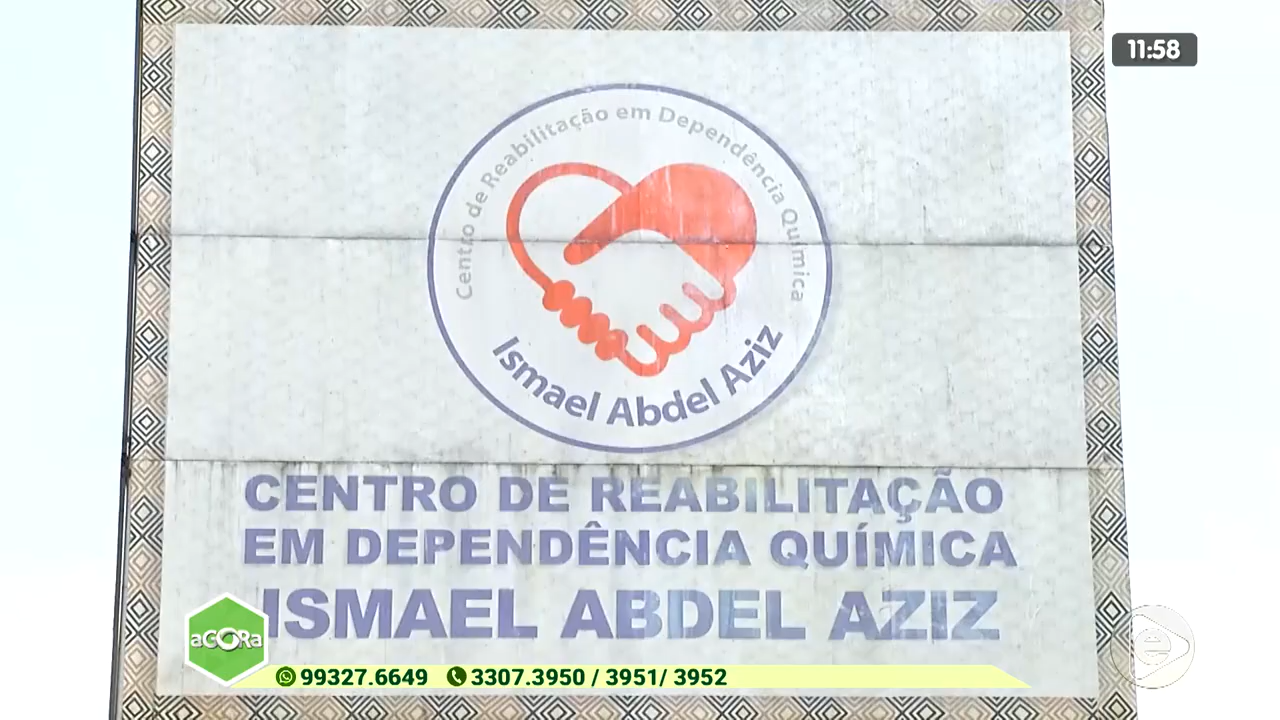 11:58
Centro de Reabilitação em Dependência Química
Ismael Abdel Aziz
CENTRO DE REABILITAÇÃO
EM DEPENDÊNCIA QUÍMICA
ISMAEL ABDEL AZIZ
aGORa
99327.6649 3307.3950 / 3951/ 3952